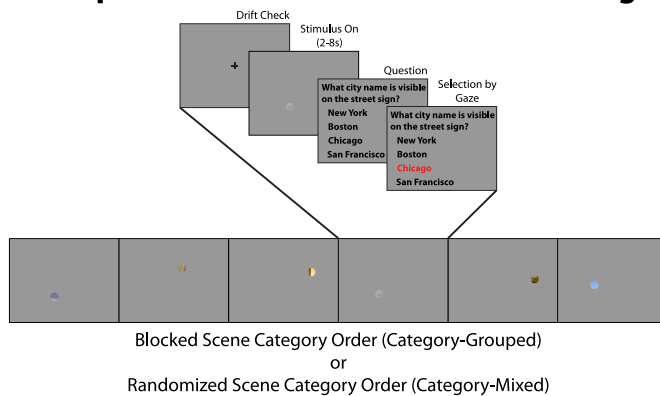 Drift Check
Stimulus On
(2-8s)
Question
Selection by
Gaze
What city name is visible
on the street sign?
New York
Boston
Chicago
San Francisco
What city name is visible
on the street sign?
New York
Boston
Chicago
San Francisco
Blocked Scene Category Order (Category-Grouped)
or
Randomized Scene Category Order (Category-Mixed)